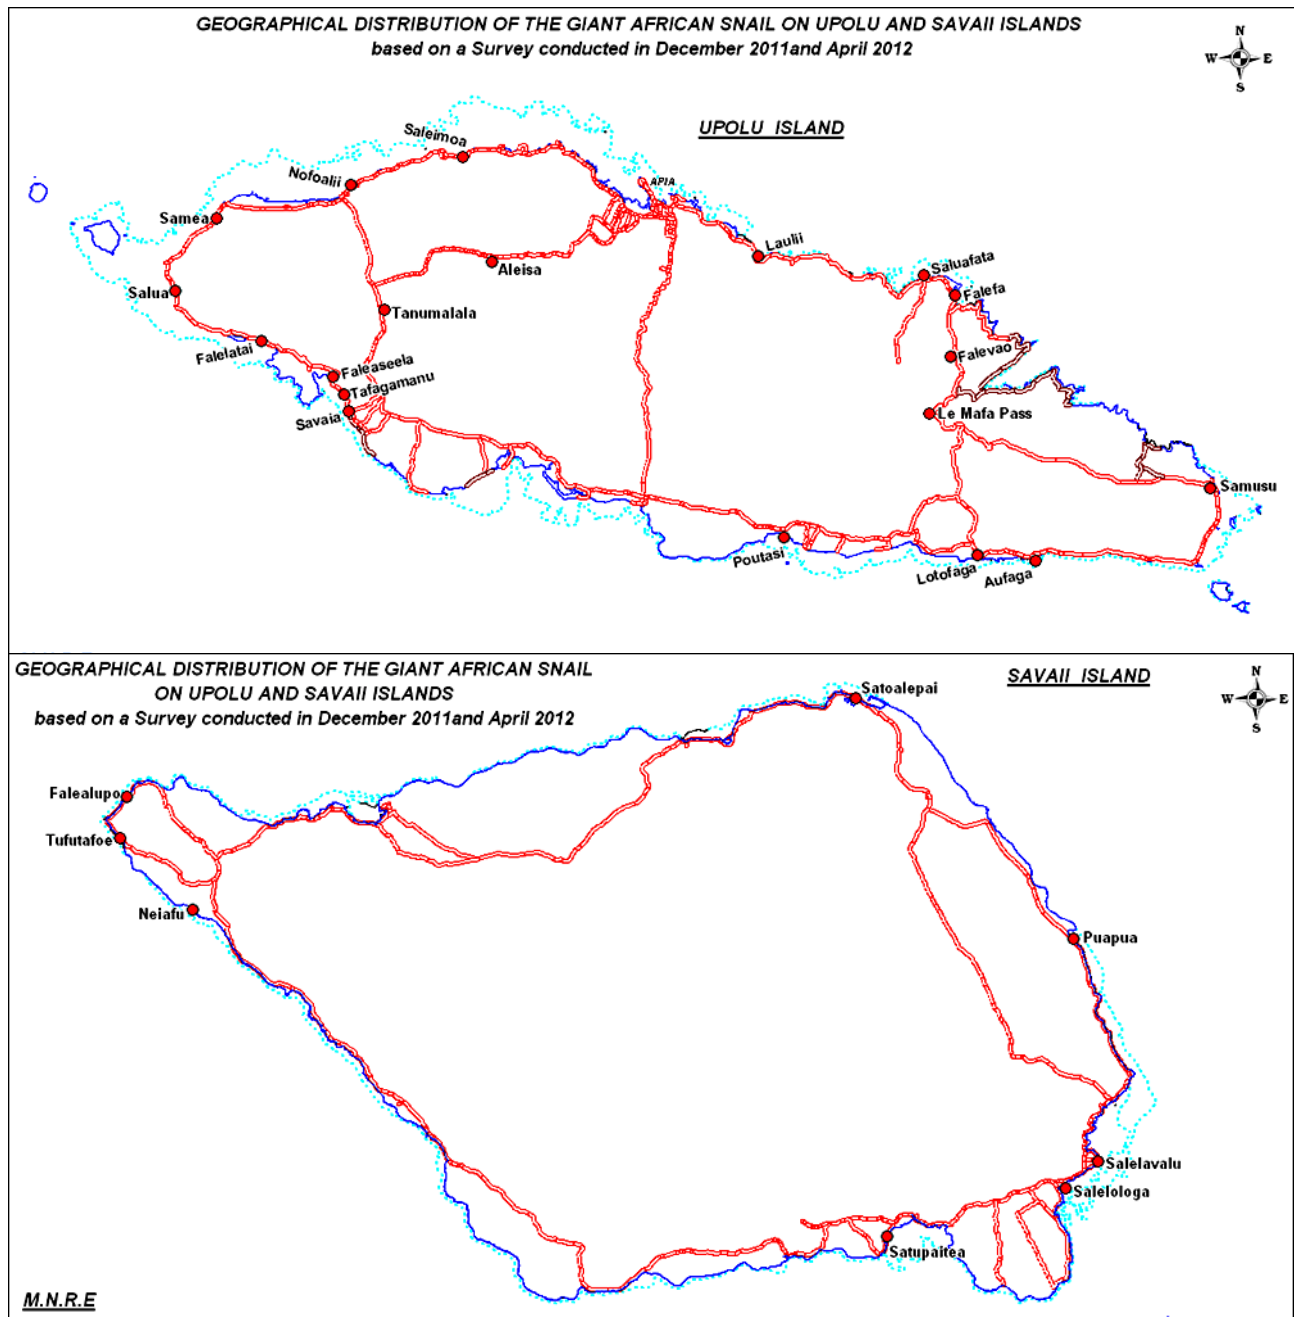 GEOGRAPHICAL DISTRIBUTION OF THE GIANT AFRICAN SNAIL ON UPOLU AND SAVAII ISLANDS
based on a Survey conducted in December 2011and April 2012
N
W E
S
UPOLU ISLAND
Saleimoa
Nofoalii
APIA
Samea
Laulii
Aleisa
Saluafata
Salua
Falefa
Tanumalala
Falelatai
Falevao
Faleaseela
Tafagamanu
Savaia
Le Mafa Pass
Samusu
Poutasi
Lotofaga
Aufaga
GEOGRAPHICAL DISTRIBUTION OF THE GIANT AFRICAN SNAIL
ON UPOLU AND SAVAII ISLANDS
based on a Survey conducted in December 2011and April 2012
SAVAII ISLAND
N
W E
S
Satoalepai
Falealupo
Tufutafoe
Neiafu
Puapua
Salelavalu
Salelologa
Satupaitea
M.N.R.E